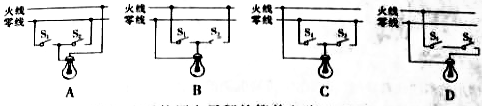 火线 火线 火线 火线
零线 零线 零线 零线
S₁ S₂ S₁ S₂ S₁ S₂ S₁ S₂
A B C D